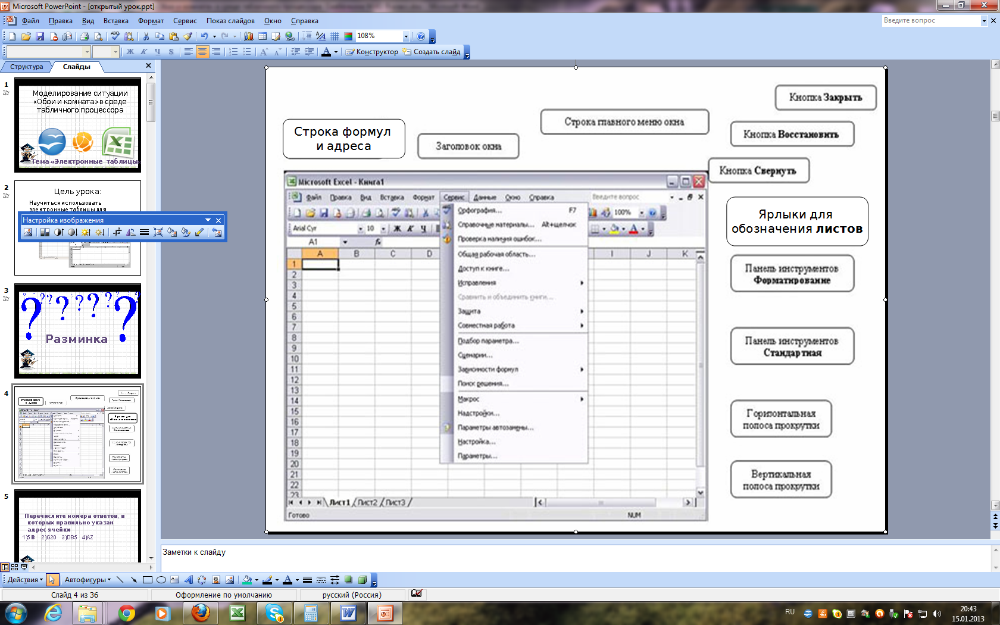 Microsoft PowerPoint - [открытый урок.ppt]
Файл Правка Вид Вставка Формат Сервис Показ слайдов Окно Справка
Введите вопрос
108%
Конструктор Создать слайд
Структура Слайды
1
Моделирование ситуации
«Обои и комната» в среде
табличного процессора
Тема «Электронные таблицы»
2
Цель урока:
Научиться использовать
электронные таблицы для
Настройка изображения
3
Разминка
4
5
Перечислите номера ответов, в
которых правильно указан
адрес ячейки
1)5 В 2)G20 3)DB5 4)AZ
Кнопка Закрыть
Строка главного меню окна
Строка формул
и адреса
Заголовок окна
Кнопка Восстановить
Кнопка Свернуть
Ярлыки для
обозначения листов
Панель инструментов
Форматирование
Панель инструментов
Стандартная
Горизонтальная
полоса прокрутки
Вертикальная
полоса прокрутки
Microsoft Excel - Книга1
Файл Правка Вид Вставка Формат Сервис Данные Окно Справка Введите вопрос
100%
Arial Cyr 10 Ж К Ч
A1 fx
A B C D I J K
1
2
3
4
5
6
7
8
9
10
11
12
13
14
15
16
17
18
19
20
21
22
23
Орфография... F7
Справочные материалы... Alt+щелчок
Проверка наличия ошибок...
Общая рабочая область...
Доступ к книге...
Исправления
Сравнить и объединить книги...
Защита
Совместная работа
Подбор параметра...
Сценарии...
Зависимости формул
Поиск решения...
Макрос
Надстройки...
Параметры автозамены...
Настройка...
Параметры...
Лист1 Лист2 Лист3
Готово NUM
Заметки к слайду
Действия Автофигуры
Слайд 4 из 36 Оформление по умолчанию русский (Россия)
RU
20:43
15.01.2013